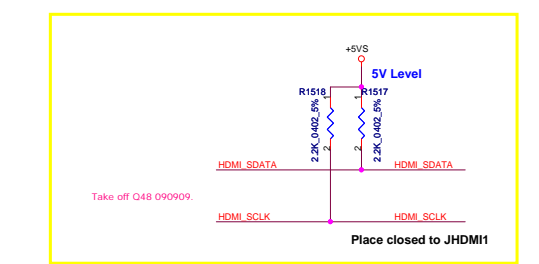 +5VS
5V Level
R1518
R1517
1
1
2.2K_0402_5%
2.2K_0402_5%
2
2
HDMI_SDATA
HDMI_SDATA
Take off Q48 090909.
HDMI_SCLK
HDMI_SCLK
Place closed to JHDMI1